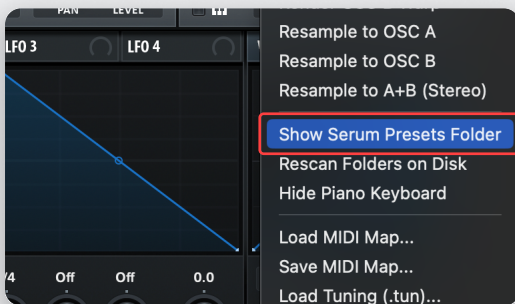 PAN
LEVEL
LFO 3
LFO 4
Resample to OSC A
Resample to OSC B
Resample to A+B (Stereo)
Show Serum Presets Folder
Rescan Folders on Disk
Hide Piano Keyboard
Load MIDI Map...
Save MIDI Map...
Load Tuning (.tun)...
/4
Off
Off
0.0